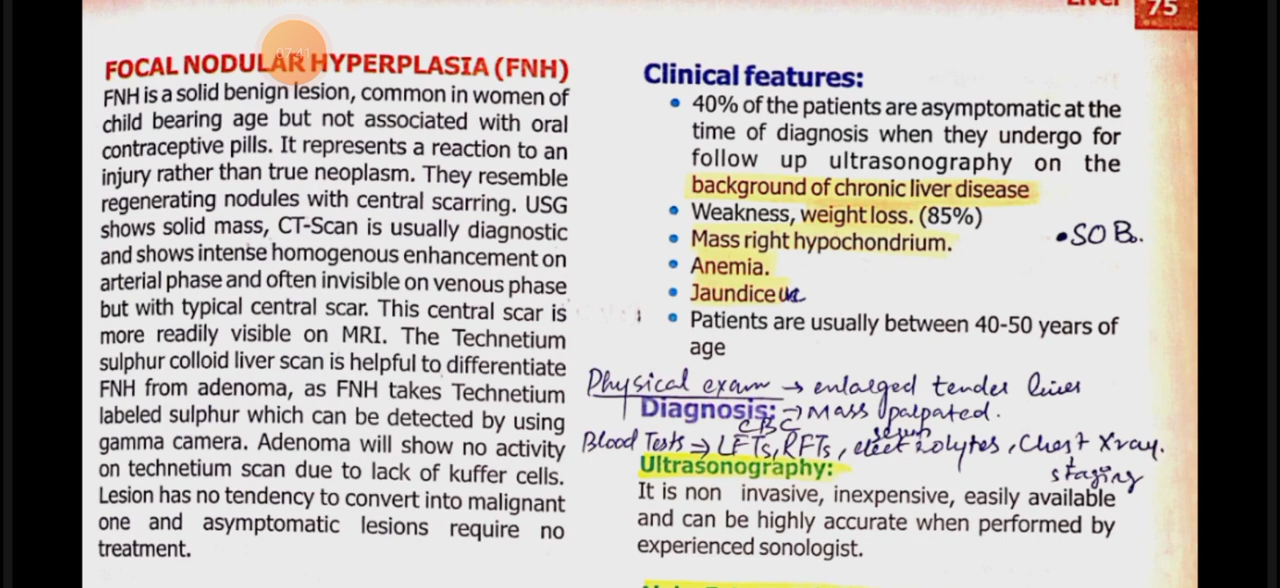 Liver 75
07:41
FOCAL NODULAR HYPERPLASIA (FNH)
FNH is a solid benign lesion, common in women of
child bearing age but not associated with oral
contraceptive pills. It represents a reaction to an
injury rather than true neoplasm. They resemble
regenerating nodules with central scarring. USG
shows solid mass, CT-Scan is usually diagnostic
and shows intense homogenous enhancement on
arterial phase and often invisible on venous phase
but with typical central scar. This central scar is
more readily visible on MRI. The Technetium
sulphur colloid liver scan is helpful to differentiate
FNH from adenoma, as FNH takes Technetium
labeled sulphur which can be detected by using
gamma camera. Adenoma will show no activity
on technetium scan due to lack of kuffer cells.
Lesion has no tendency to convert into malignant
one and asymptomatic lesions require no
treatment.
Clinical features:
• 40% of the patients are asymptomatic at the
time of diagnosis when they undergo for
follow up ultrasonography on the
background of chronic liver disease
• Weakness, weight loss. (85%)
• SOB.
• Mass right hypochondrium.
• Anemia.
• Jaundice
• Patients are usually between 40-50 years of
age
Physical exam → enlarged tender liver
Diagnosis: → Mass palpated.
CBC serum
Blood Tests ⇒ LFTs, RFTs, electrolytes, Chest Xray.
Ultrasonography:
staging
It is non invasive, inexpensive, easily available
and can be highly accurate when performed by
experienced sonologist.